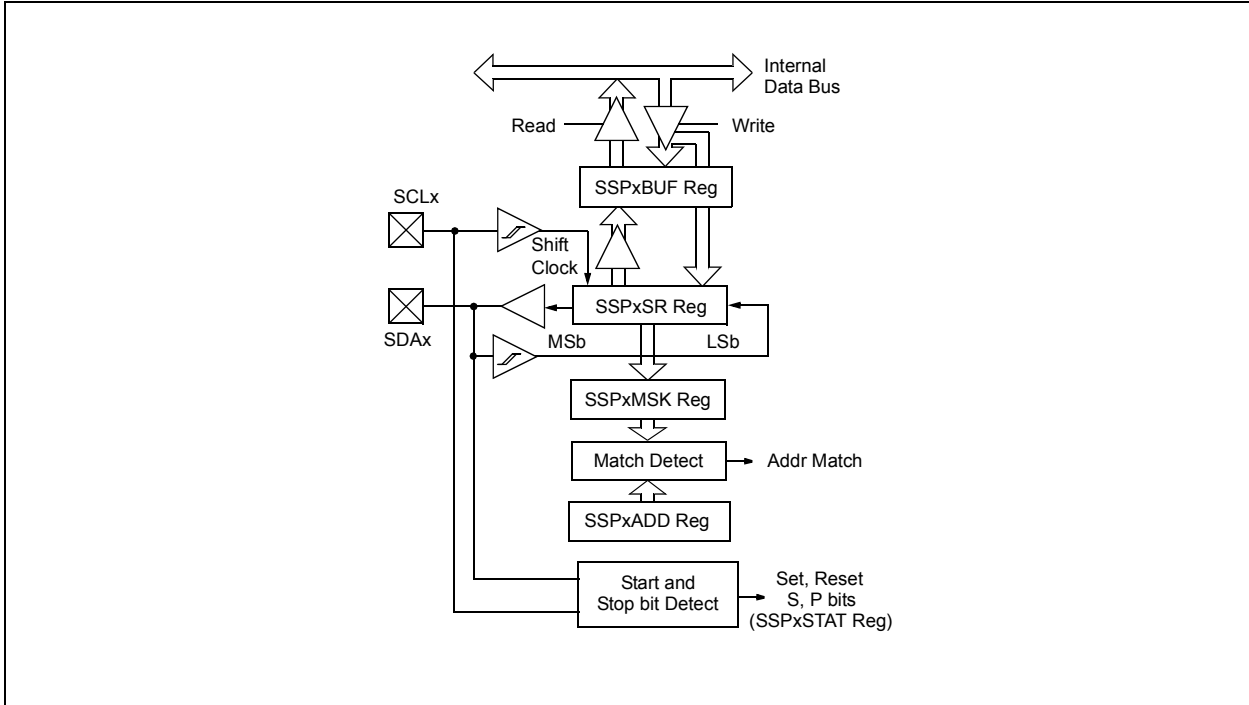 Internal
Data Bus
Read
Write
SSPxBUF Reg
SCLx
Shift
Clock
SSPxSR Reg
SDAx
MSb
LSb
SSPxMSK Reg
Match Detect
Addr Match
SSPxADD Reg
Start and
Stop bit Detect
Set, Reset
S, P bits
(SSPxSTAT Reg)